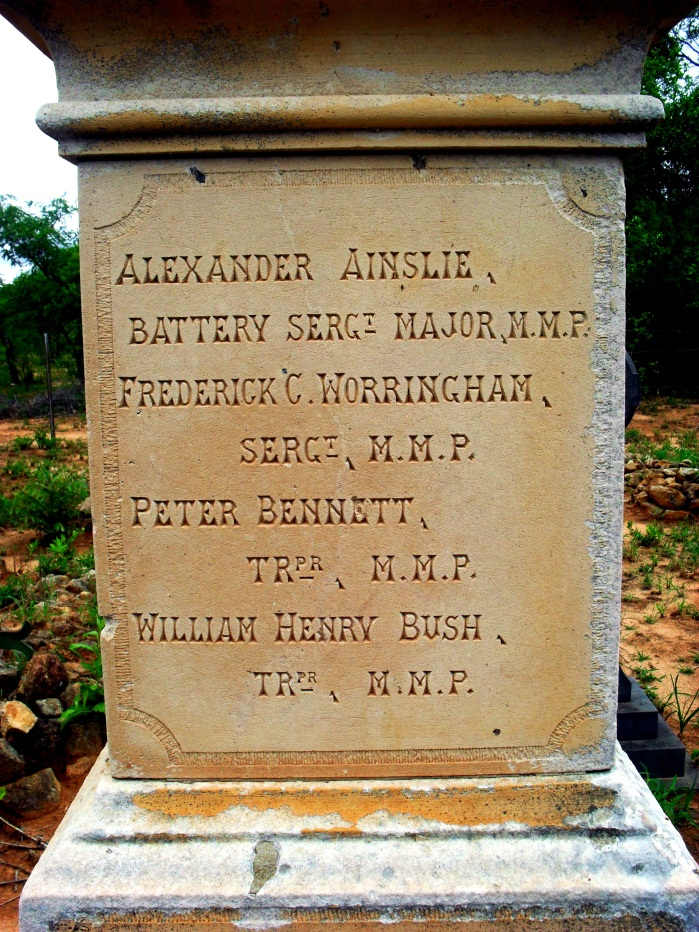 ALEXANDER AINSLIE,
BATTERY SERGT MAJOR, M.M.P.
FREDERICK C. WORRINGHAM,
SERGT, M.M.P.
PETER BENNETT,
TRPR, M.M.P.
WILLIAM HENRY BUSH,
TRPR, M.M.P.